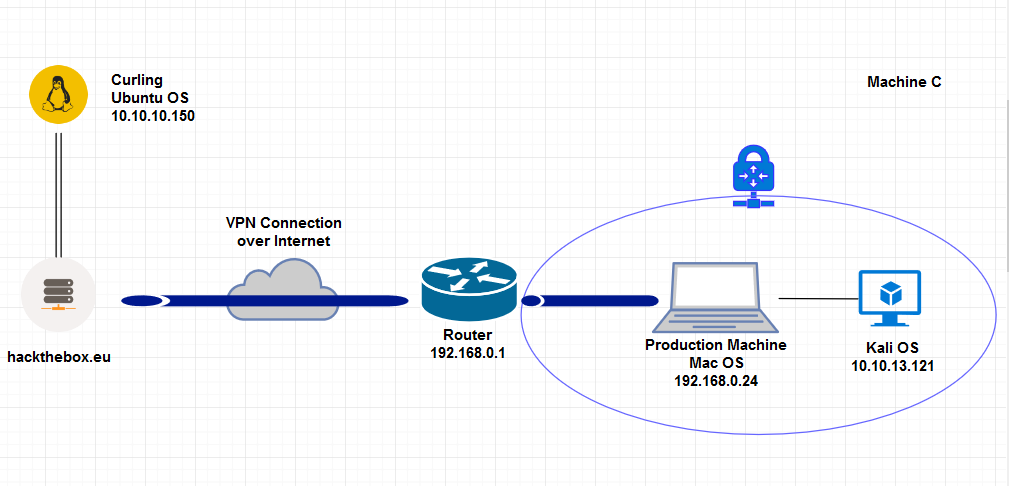 Curling
Ubuntu OS
10.10.10.150
Machine C
VPN Connection
over Internet
hackthebox.eu
Router
192.168.0.1
Production Machine
Mac OS
192.168.0.24
Kali OS
10.10.13.121